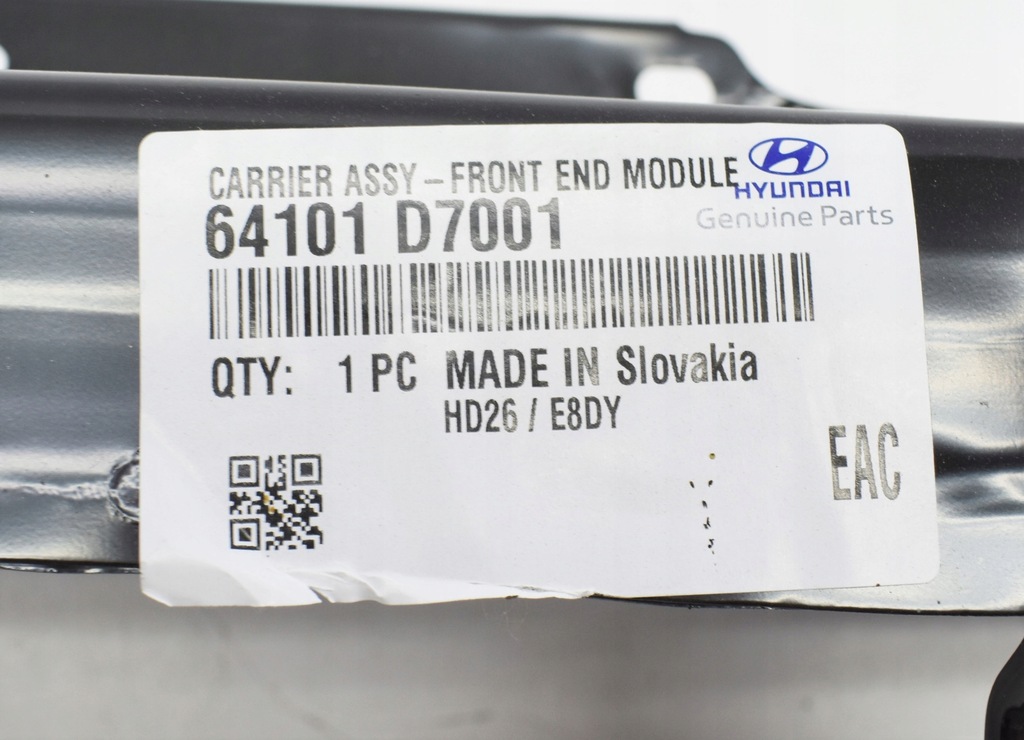 CARRIER ASSY-FRONT END MODULE
HYUNDAI
64101 D7001
Genuine Parts
QTY: 1 PC MADE IN Slovakia
HD26 / E8DY
EAC